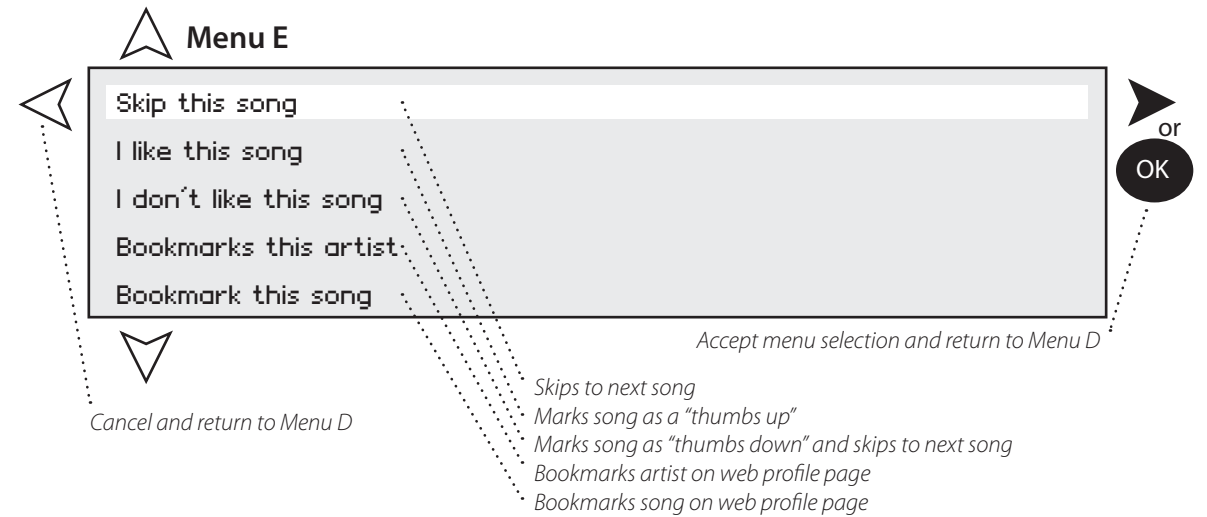 Menu E
Skip this song
or
I like this song
OK
I don´t like this song
Bookmarks this artist
Bookmark this song
Accept menu selection and return to Menu D
Skips to next song
Cancel and return to Menu D
Marks song as a “thumbs up”
Marks song as “thumbs down” and skips to next song
Bookmarks artist on web profile page
Bookmarks song on web profile page